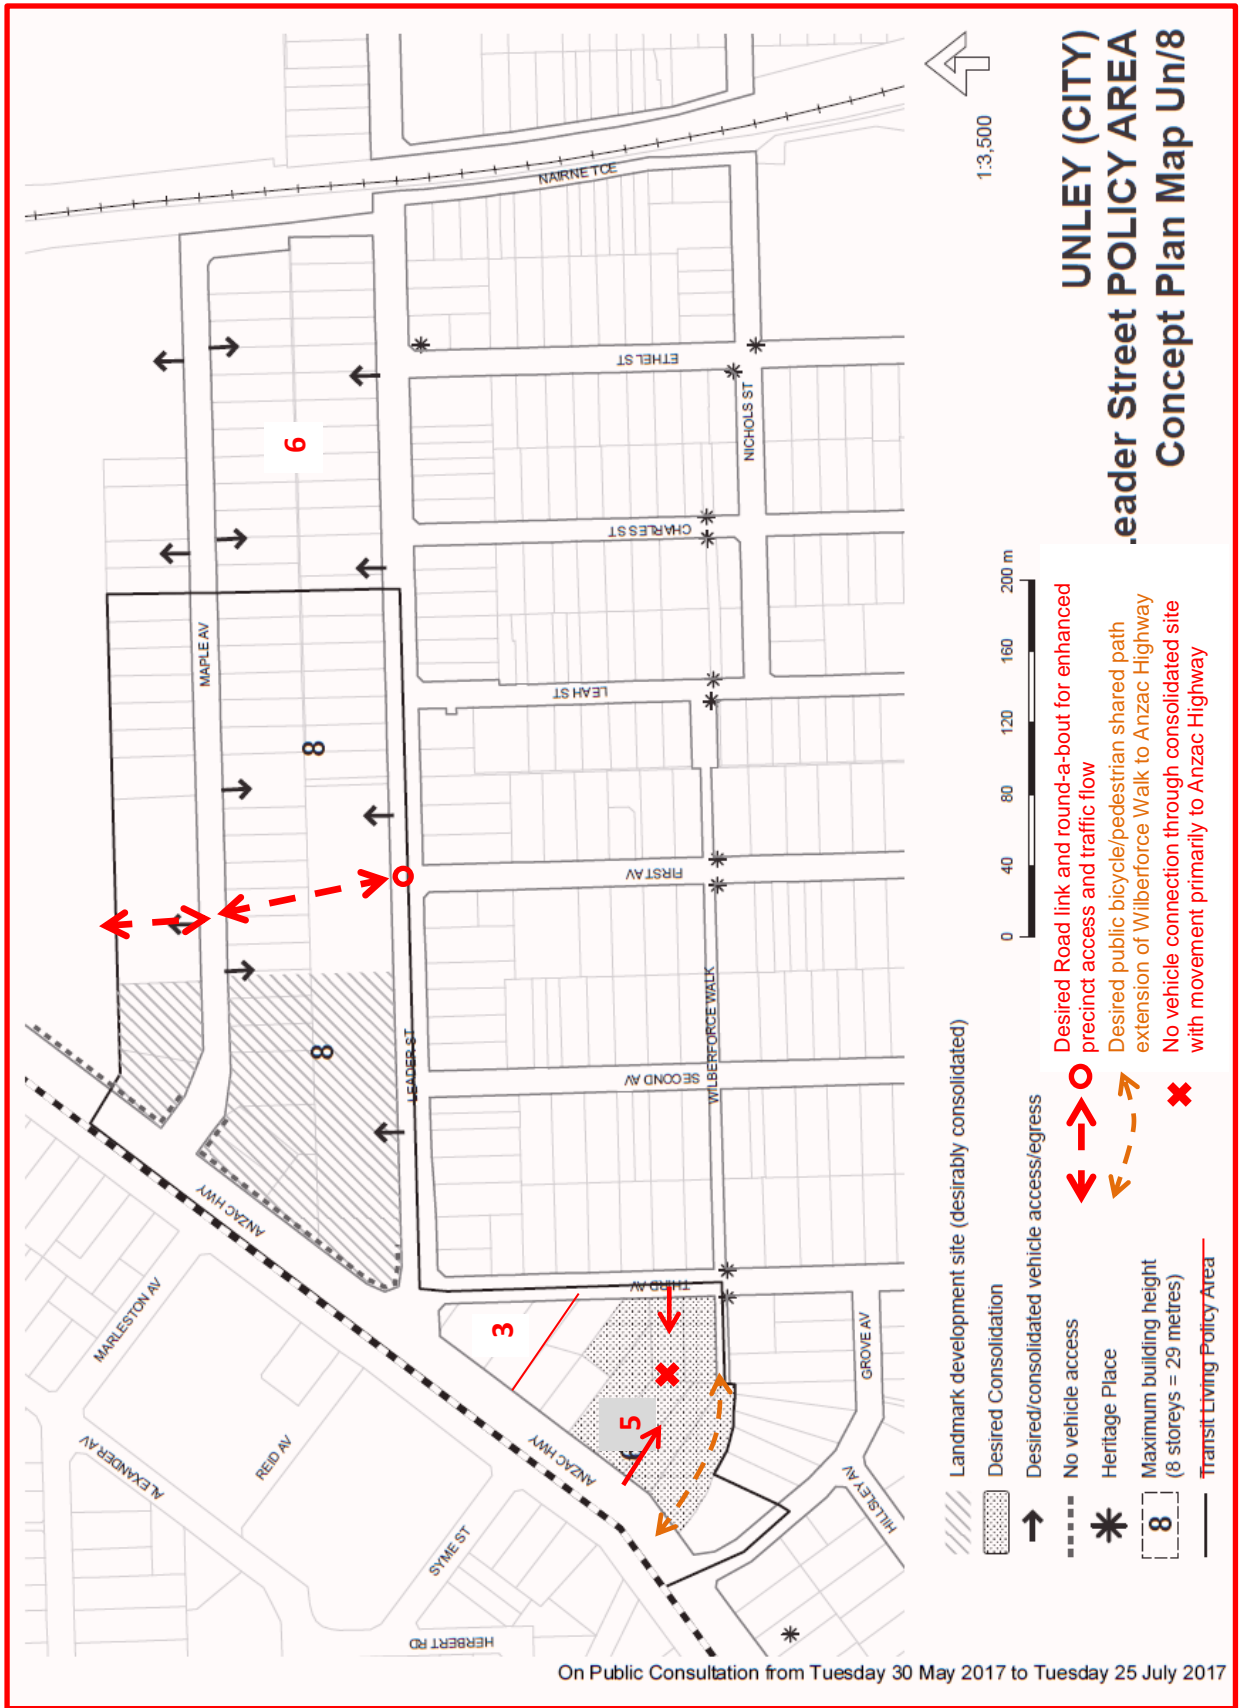 UNLEY (CITY)
Leader Street POLICY AREA
Concept Plan Map Un/8
1:3,500
NAIRNE TCE
ETHEL ST
NICHOLS ST
CHARLES ST
LEAH ST
FIRST AV
SECOND AV
WILBERFORCE WALK
THIRD AV
GROVE AV
HILLSLEY AV
MAPLE AV
LEADER ST
ANZAC HWY
ANZAC HWY
MARLESTON AV
REID AV
ALEXANDER AV
SYME ST
HERBERT RD
6
8
8
3
5
0 40 80 120 160 200 m
Landmark development site (desirably consolidated)
Desired Consolidation
Desired/consolidated vehicle access/egress
No vehicle access
Heritage Place
8
Maximum building height
(8 storeys = 29 metres)
Transit Living Policy Area
Desired Road link and round-a-bout for enhanced
precinct access and traffic flow
Desired public bicycle/pedestrian shared path
extension of Wilberforce Walk to Anzac Highway
No vehicle connection through consolidated site
with movement primarily to Anzac Highway
On Public Consultation from Tuesday 30 May 2017 to Tuesday 25 July 2017